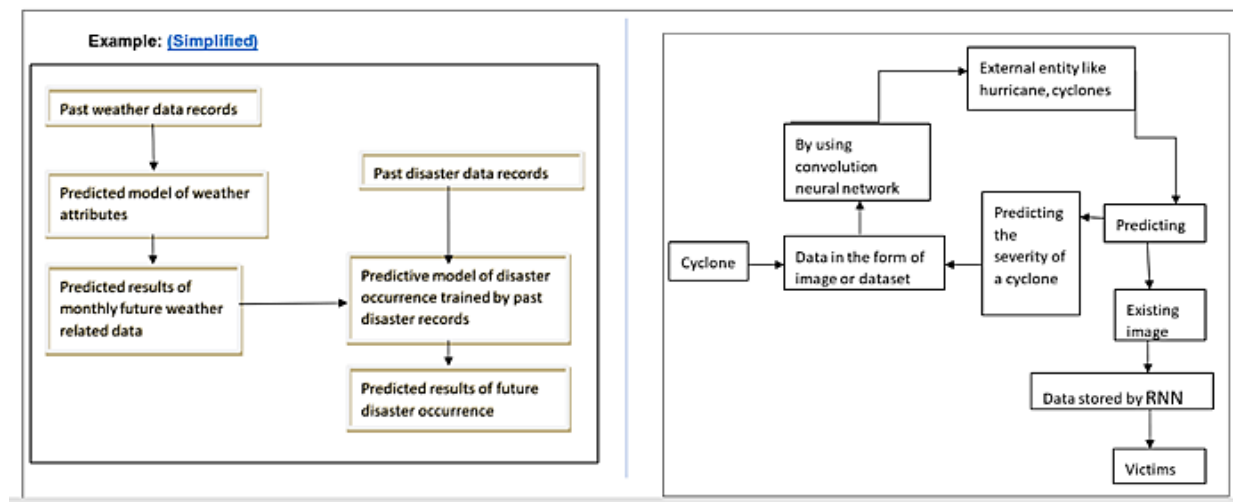 Example: (Simplified)
Past weather data records
Past disaster data records
Predicted model of weather
attributes
Predicted results of
monthly future weather
related data
Predictive model of disaster
occurrence trained by past
disaster records
Predicted results of future
disaster occurrence
External entity like
hurricane, cyclones
By using
convolution
neural network
Predicting
the
severity of
a cyclone
Predicting
Cyclone
Data in the form of
image or dataset
Existing
image
Data stored by RNN
Victims